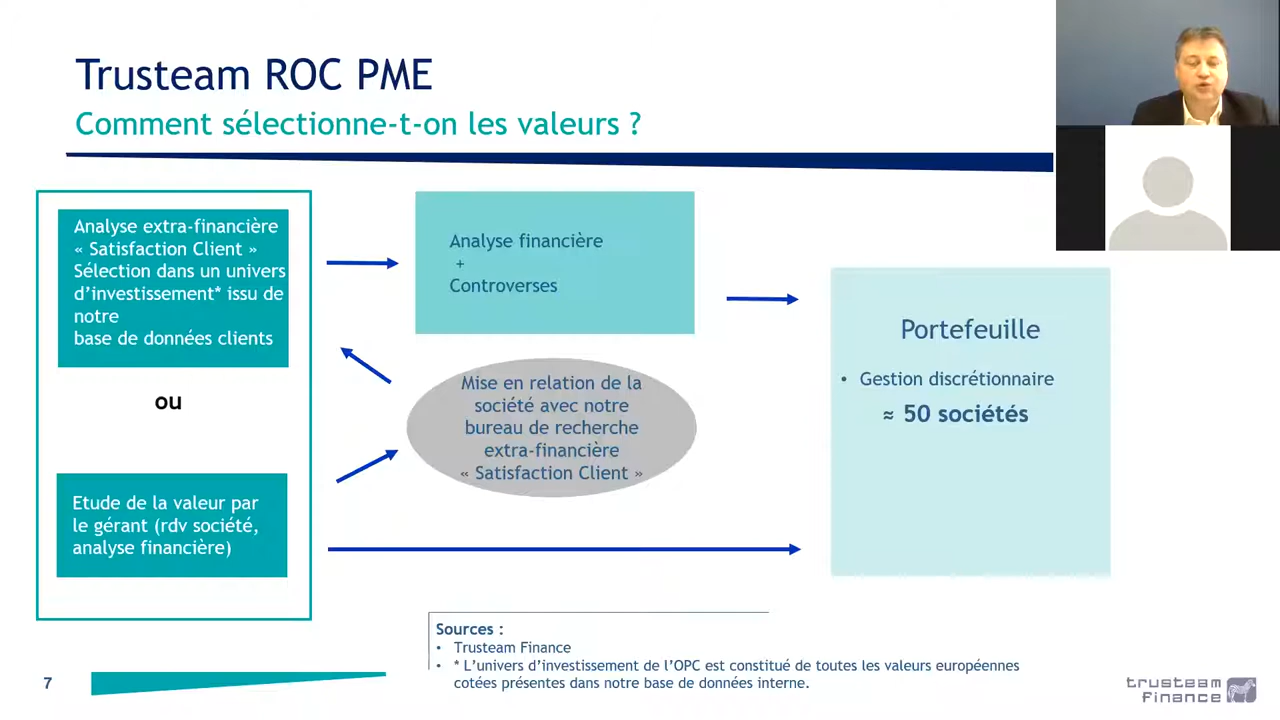 Trusteam ROC PME
Comment sélectionne-t-on les valeurs ?
Analyse extra-financière
« Satisfaction Client »
Sélection dans un univers
d’investissement* issu de
notre
base de données clients
ou
Etude de la valeur par
le gérant (rdv société,
analyse financière)
Analyse financière
+
Controverses
Mise en relation de la
société avec notre
bureau de recherche
extra-financière
« Satisfaction Client »
Portefeuille
• Gestion discrétionnaire
≈ 50 sociétés
Sources :
• Trusteam Finance
• * L’univers d’investissement de l’OPC est constitué de toutes les valeurs européennes
cotées présentes dans notre base de données interne.
7
trusteam
finance